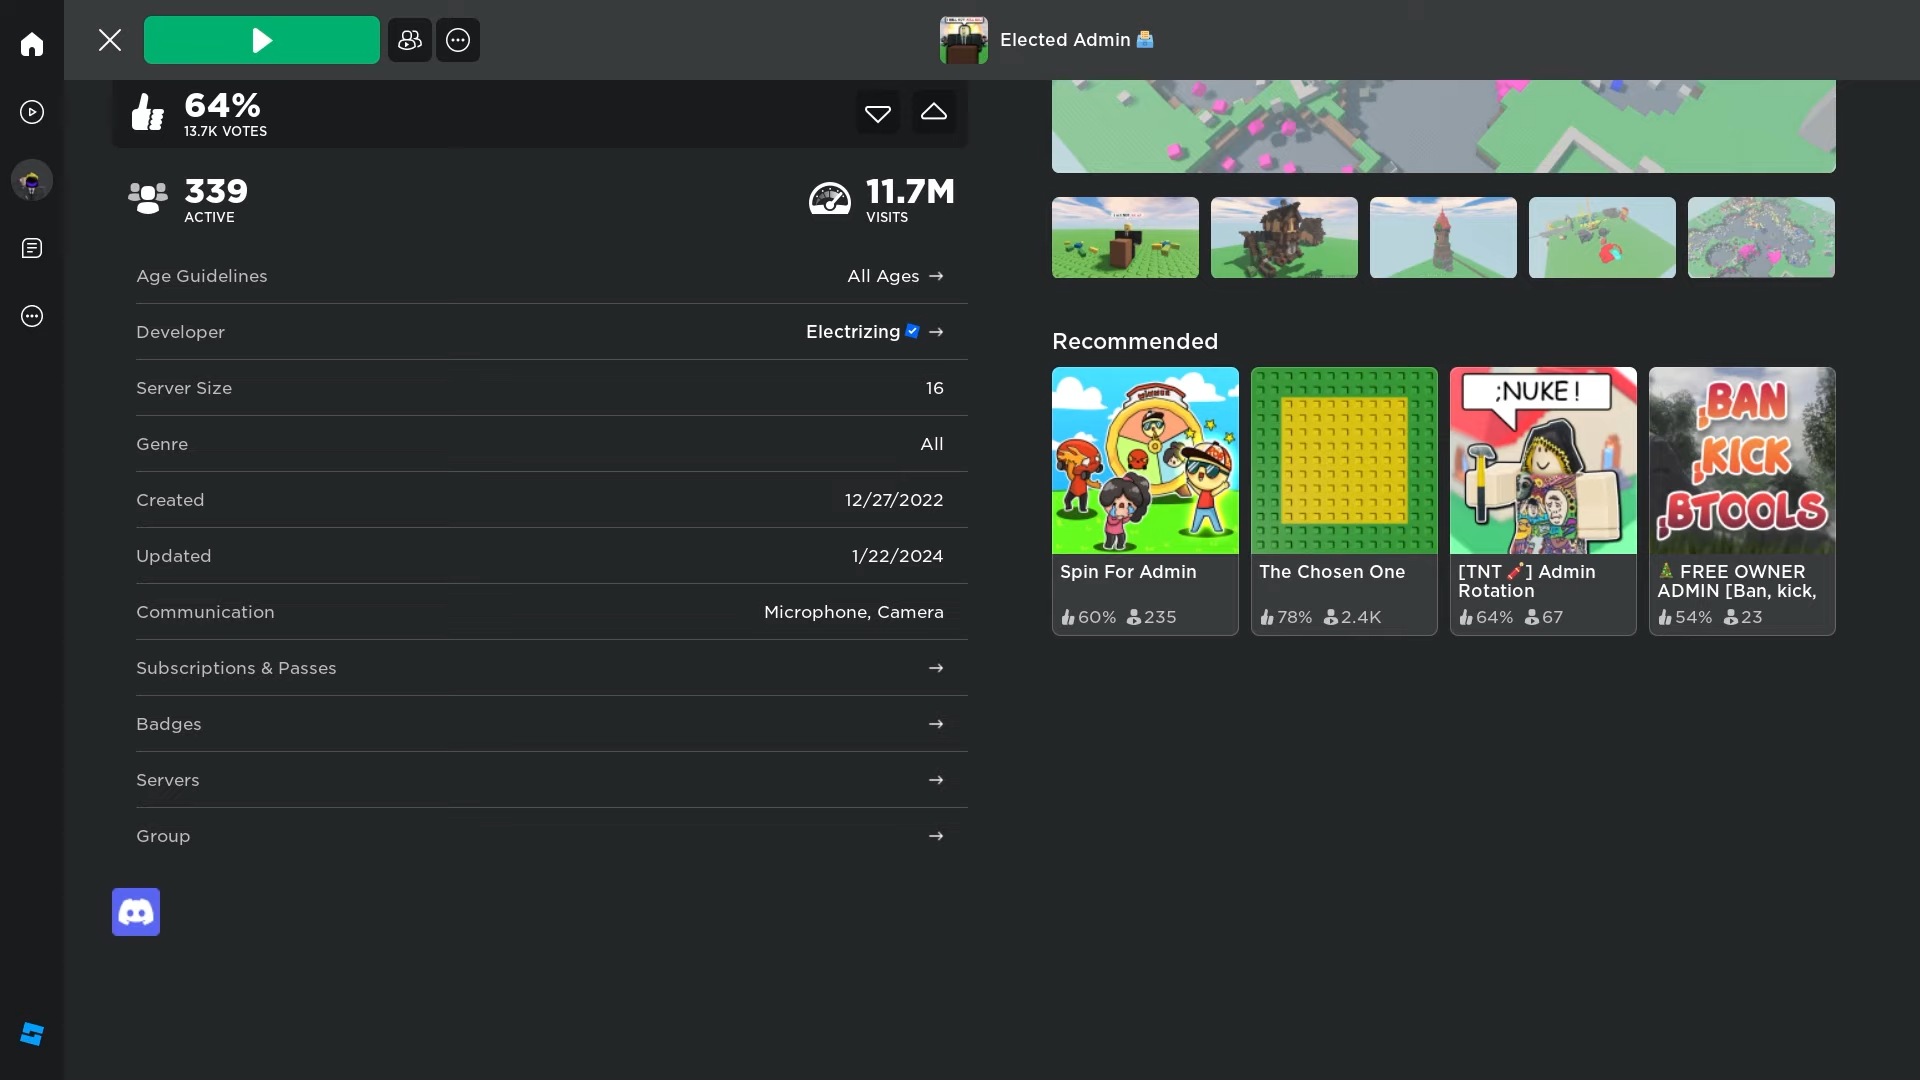 Elected Admin
64%
13.7K VOTES
339
ACTIVE
11.7M
VISITS
Age Guidelines
All Ages →
Developer
Electrizing →
Server Size
16
Genre
All
Created
12/27/2022
Updated
1/22/2024
Communication
Microphone, Camera
Subscriptions & Passes
→
Badges
→
Servers
→
Group
→
Recommended
WINNER
Spin For Admin
60% 235
The Chosen One
78% 2.4K
;NUKE !
[TNT 🧨] Admin
Rotation
64% 67
;BAN
;KICK
;BTOOLS
🎄 FREE OWNER
ADMIN [Ban, kick,
54% 23